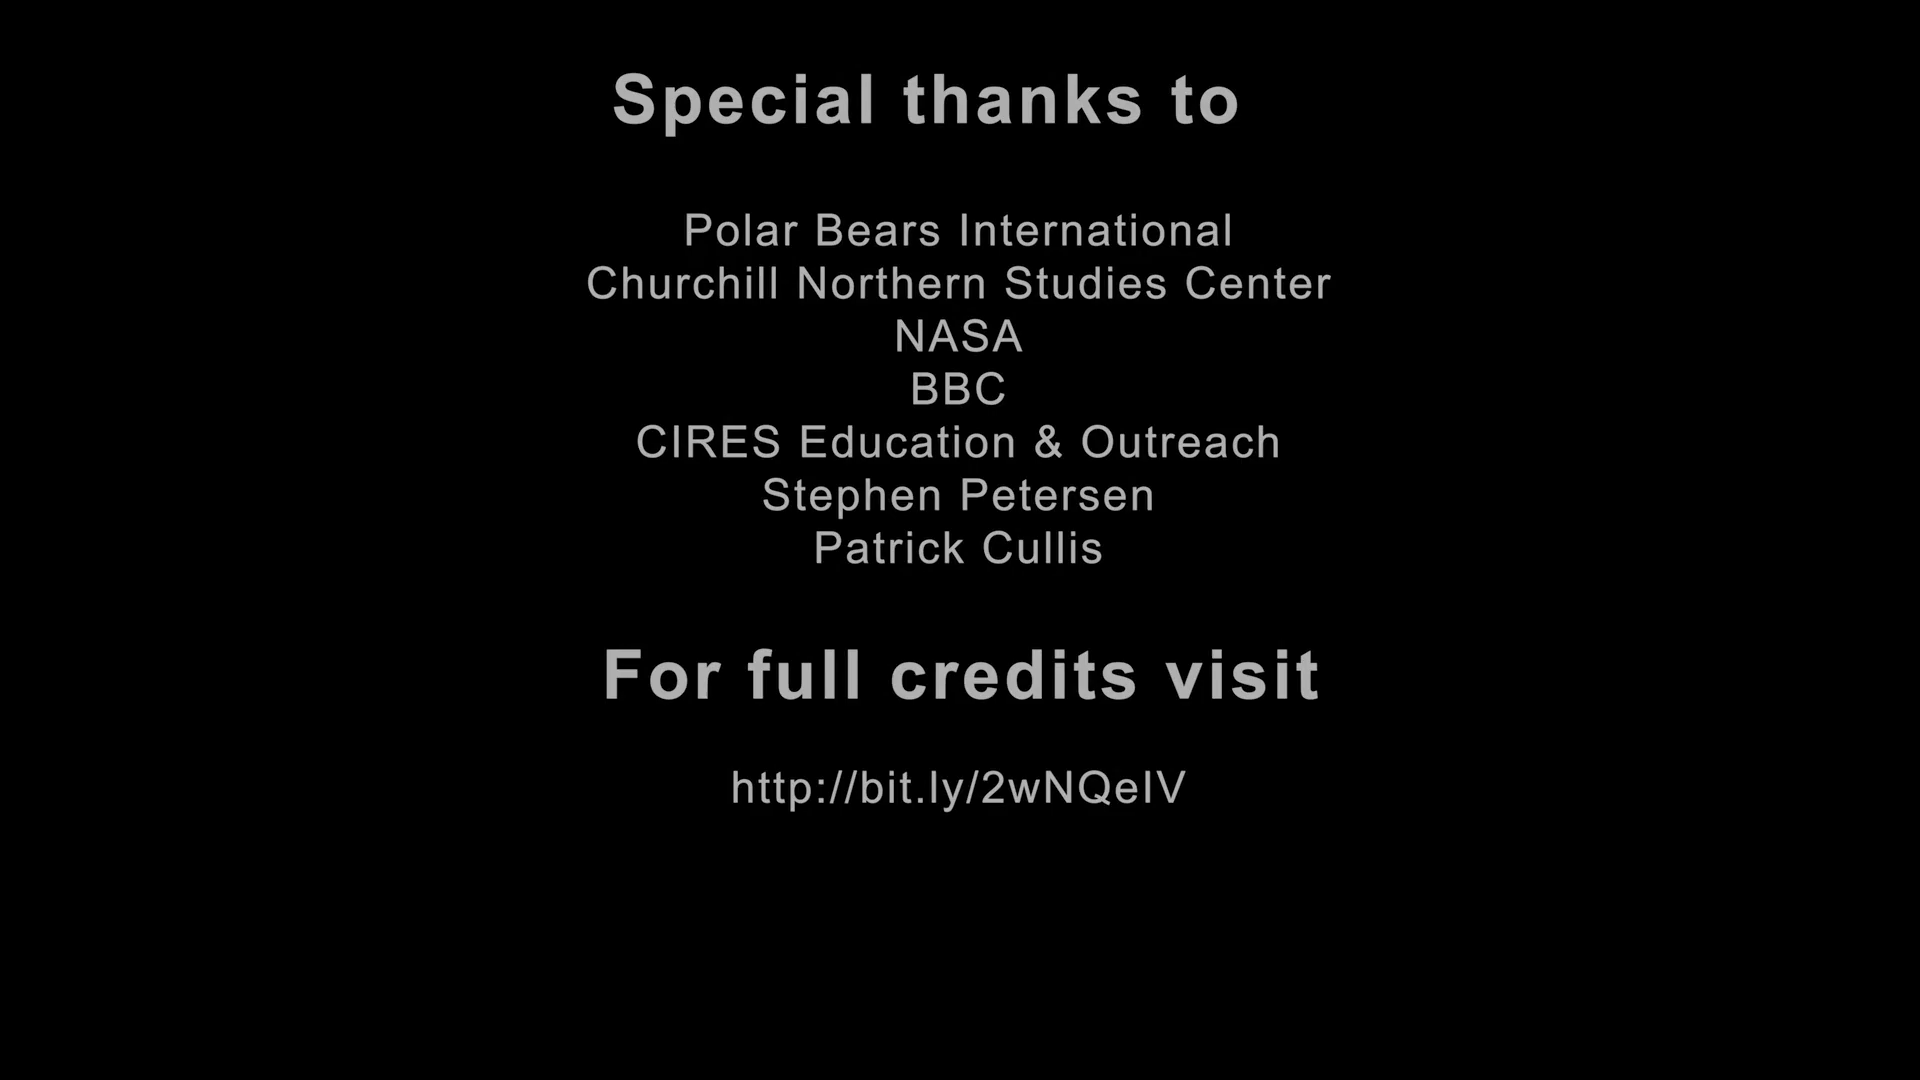 Special thanks to
Polar Bears International
Churchill Northern Studies Center
NASA
BBC
CIRES Education & Outreach
Stephen Petersen
Patrick Cullis
For full credits visit
http://bit.ly/2wNQeIV